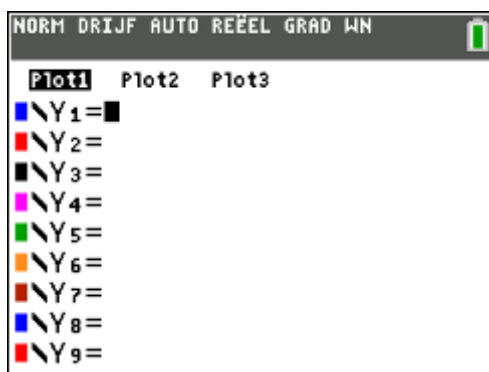 NORM DRIJF AUTO REËEL GRAD WN
Plot1 Plot2 Plot3
\Y1=
\Y2=
\Y3=
\Y4=
\Y5=
\Y6=
\Y7=
\Y8=
\Y9=